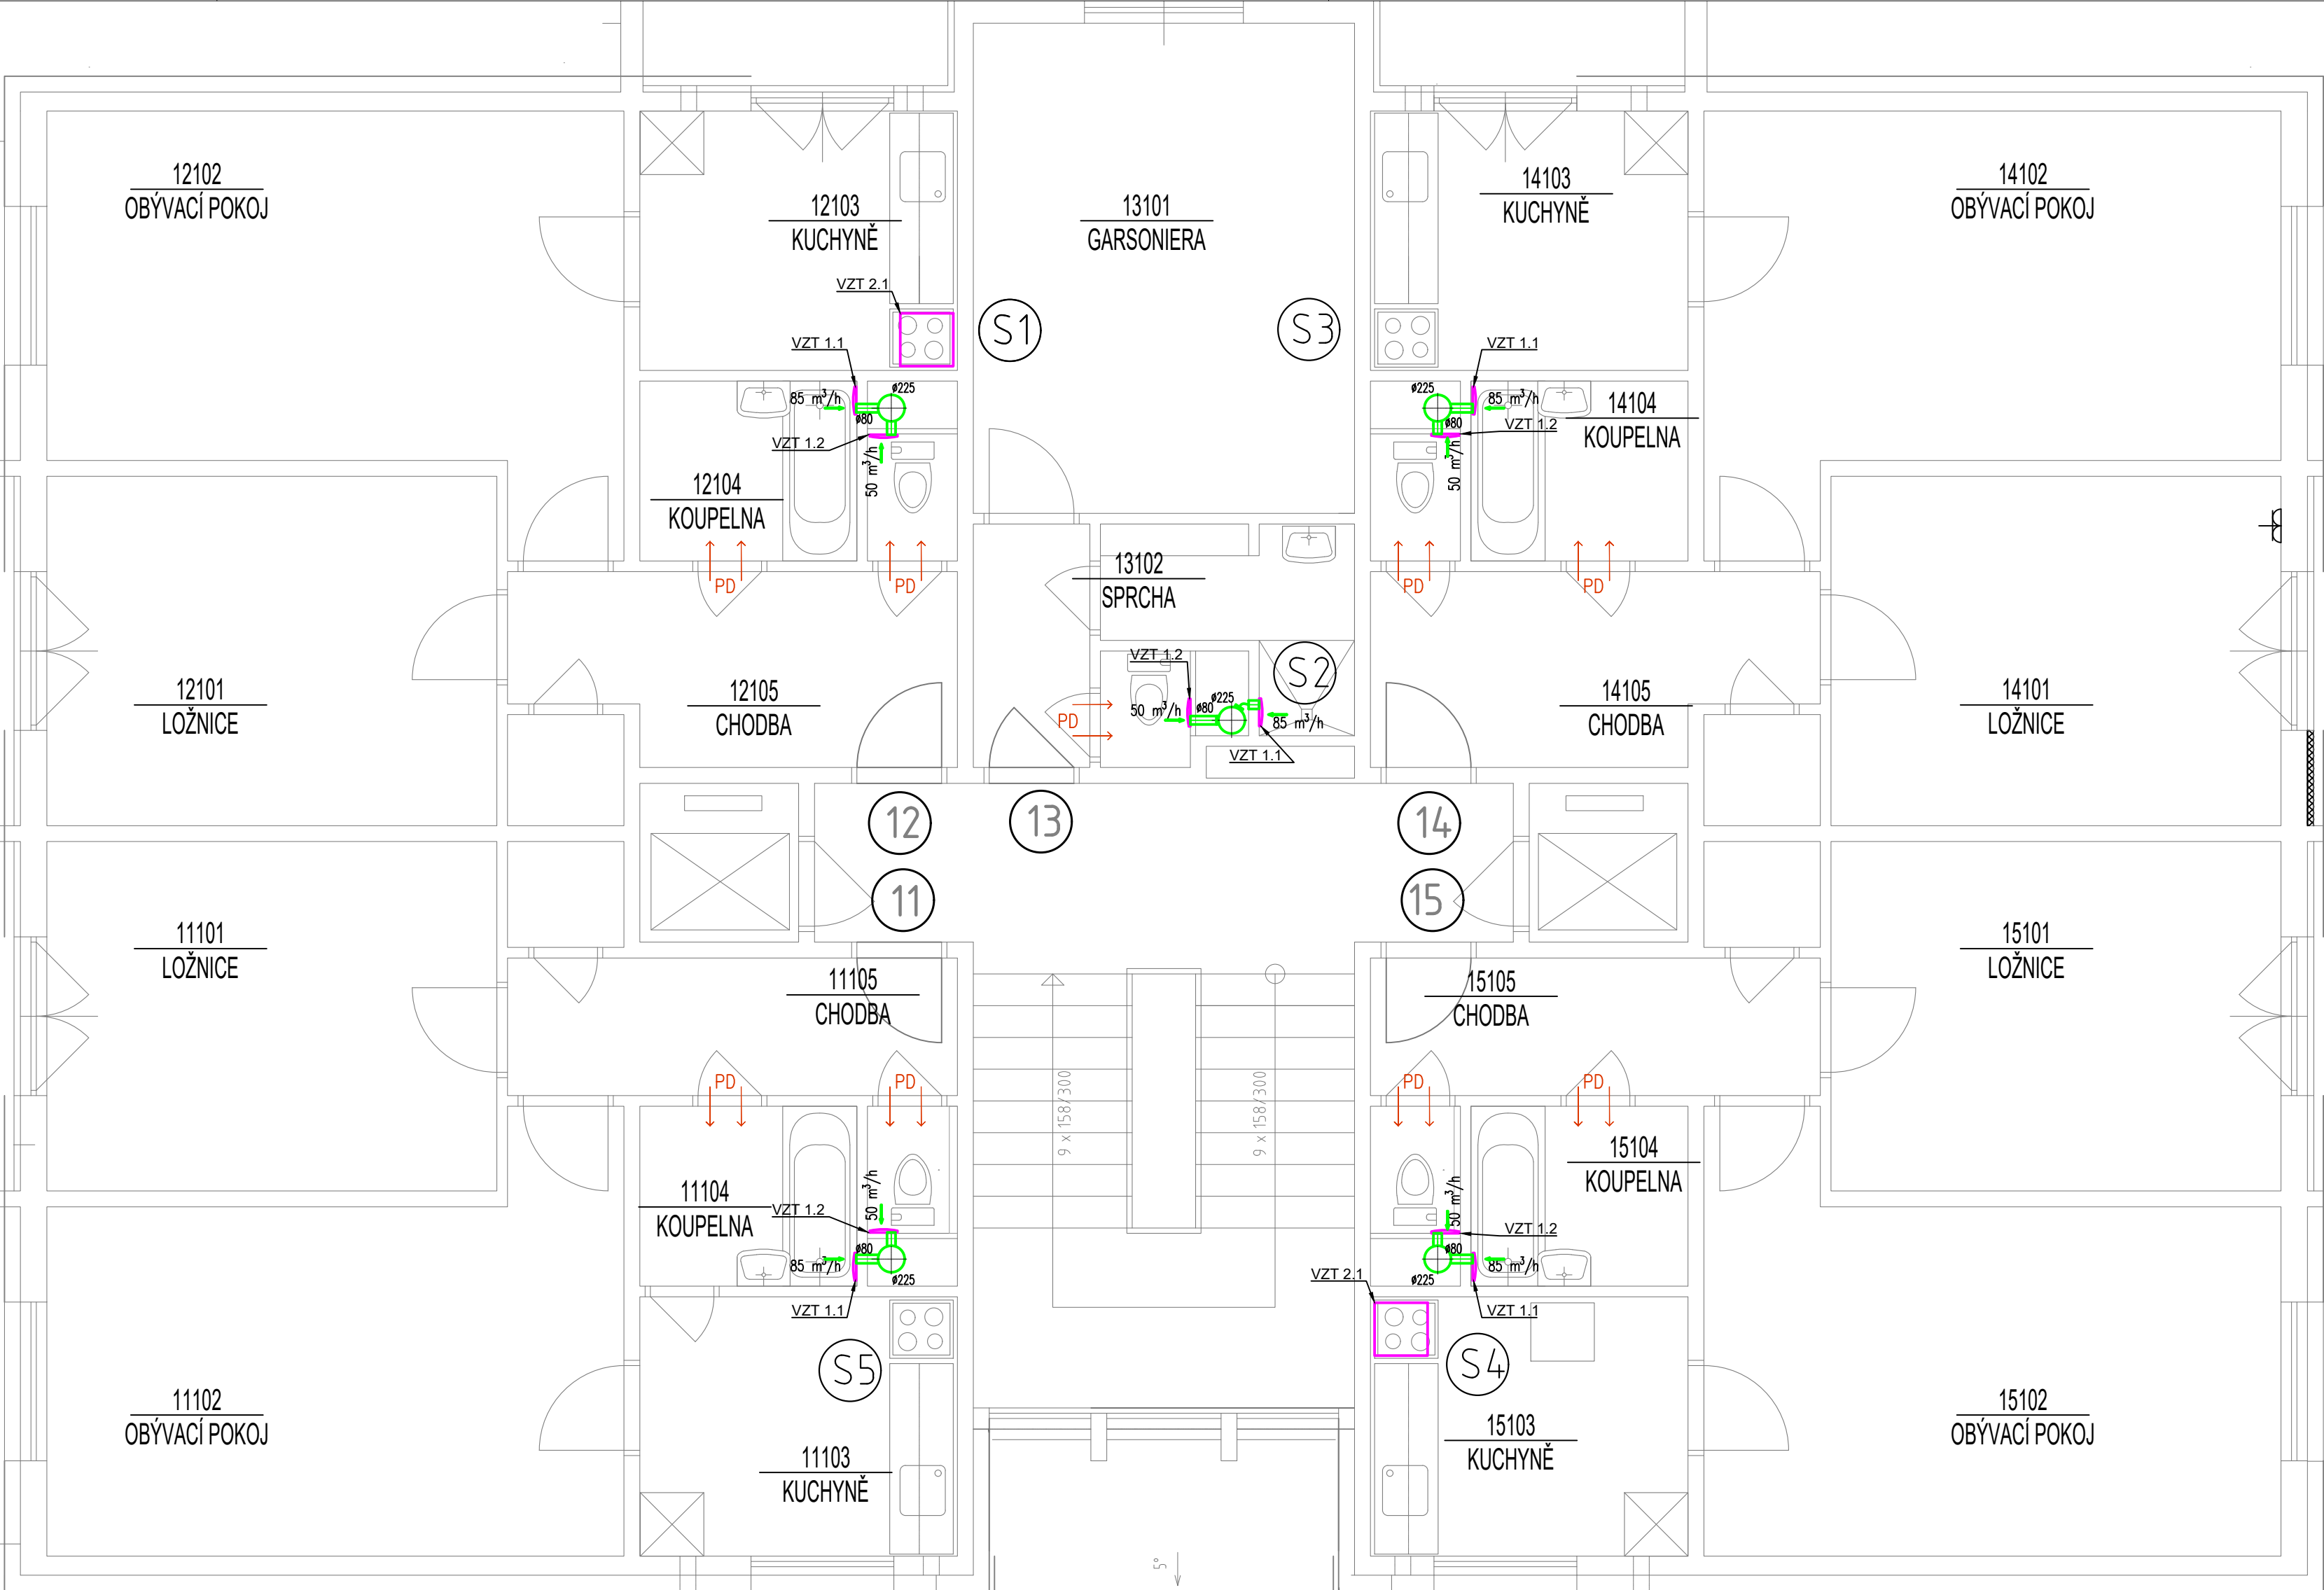 12102
OBÝVACÍ POKOJ
12103
KUCHYNĚ
13101
GARSONIERA
14103
KUCHYNĚ
14102
OBÝVACÍ POKOJ
VZT 2.1
S1
S3
VZT 1.1
VZT 1.1
ø225
85 m³/h
ø80
VZT 1.2
50 m³/h
ø225
85 m³/h
ø80
VZT 1.2
50 m³/h
14104
KOUPELNA
12104
KOUPELNA
PD
PD
13102
SPRCHA
PD
PD
VZT 1.2
S2
12101
LOŽNICE
12105
CHODBA
PD
50 m³/h
ø80
ø225
85 m³/h
VZT 1.1
14105
CHODBA
14101
LOŽNICE
12
13
14
11
15
11101
LOŽNICE
11105
CHODBA
15105
CHODBA
15101
LOŽNICE
PD
PD
9 x 158/300
9 x 158/300
PD
PD
11104
KOUPELNA
50 m³/h
VZT 1.2
ø80
85 m³/h
ø225
VZT 1.1
15104
KOUPELNA
50 m³/h
VZT 1.2
ø80
85 m³/h
ø225
VZT 2.1
VZT 1.1
S5
S4
11102
OBÝVACÍ POKOJ
11103
KUCHYNĚ
15103
KUCHYNĚ
15102
OBÝVACÍ POKOJ
5°